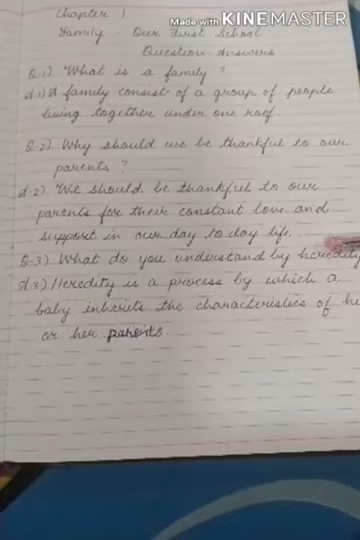 Chapter 1
Made with KINEMASTER
Family Our First School
Question-Answers
Q.1) What is a family?
A.1) A family consist of a group of people
living together under one roof
Q.2) Why should we be thankful to our
parents?
A.2) We should be thankful to our
parents for their constant love and
support in our day to day life.
Q.3) What do you understand by heredity
A.3) Heredity is a process by which a
baby inherits the characteristics of
or her parents.